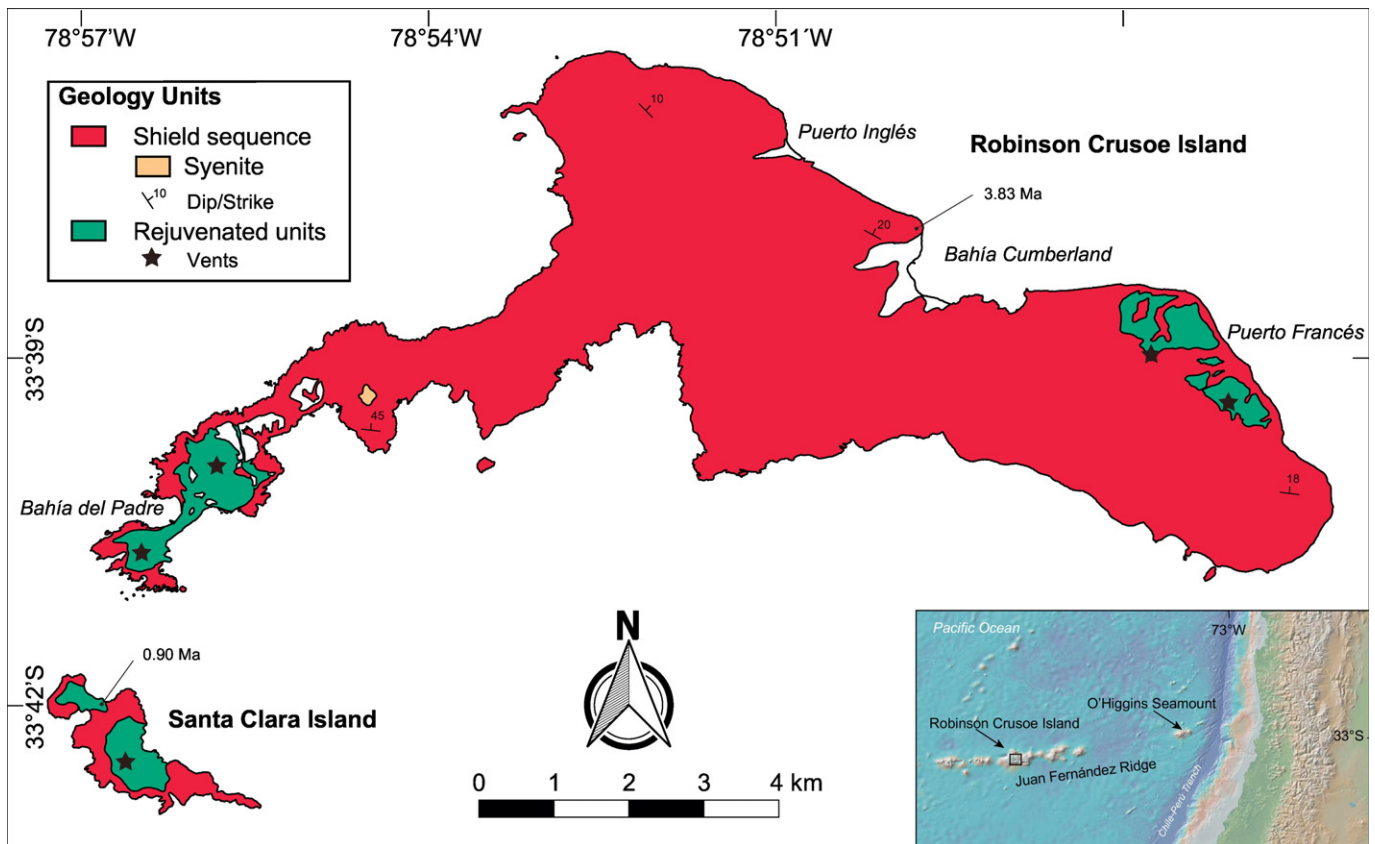 78°57′W
78°54′W
78°51′W
Geology Units
Shield sequence
Syenite
10
Dip/Strike
Rejuvenated units
Vents
10
Puerto Inglés
Robinson Crusoe Island
3.83 Ma
20
Bahía Cumberland
33°39′S
Puerto Francés
45
18
Bahía del Padre
33°42′S
0.90 Ma
Santa Clara Island
N
0 1 2 3 4 km
Pacific Ocean
73°W
O’Higgins Seamount
Robinson Crusoe Island
33°S
Juan Fernández Ridge
Chile-Perú Trench